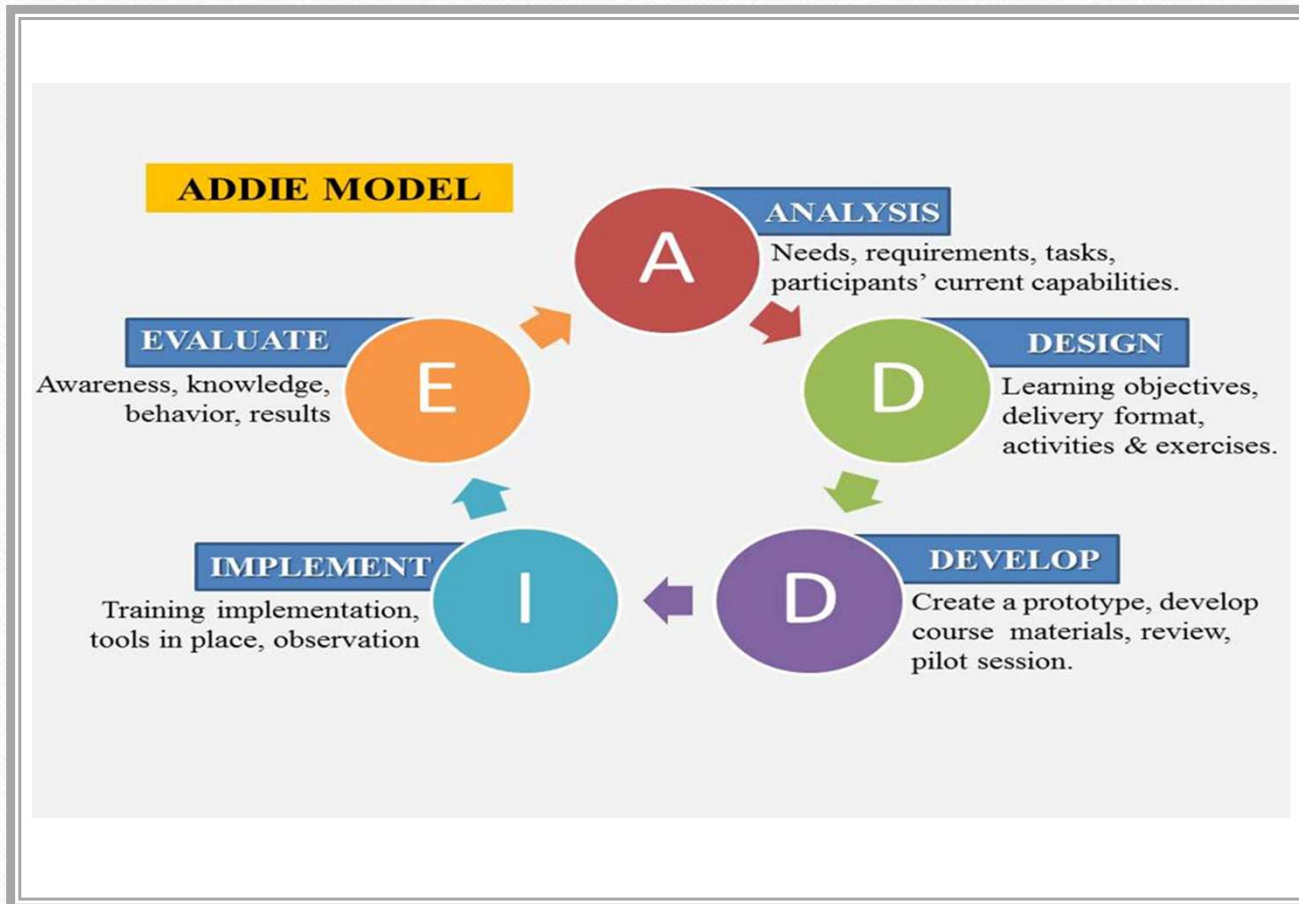 ADDIE MODEL
A
ANALYSIS
Needs, requirements, tasks,
participants’ current capabilities.
D
DESIGN
Learning objectives,
delivery format,
activities & exercises.
D
DEVELOP
Create a prototype, develop
course materials, review,
pilot session.
I
IMPLEMENT
Training implementation,
tools in place, observation
E
EVALUATE
Awareness, knowledge,
behavior, results